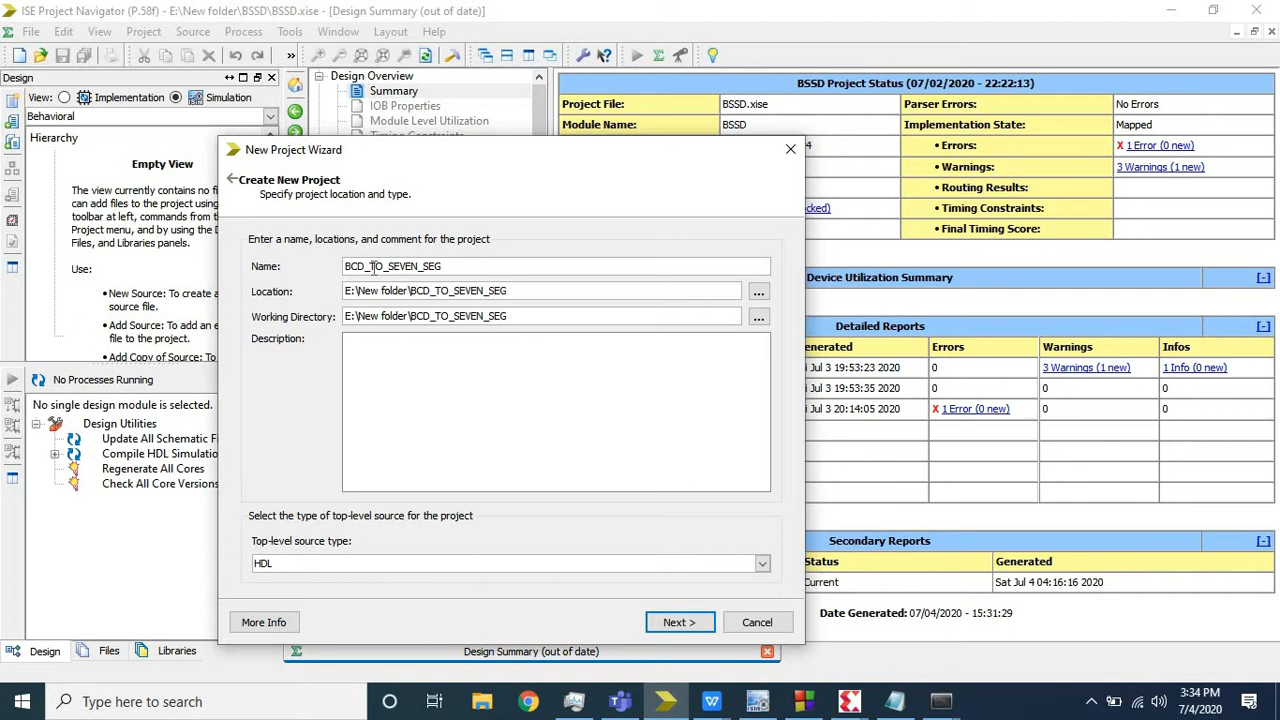 ISE Project Navigator (P.58f) - E:\New folder\BSSD\BSSD.xise - [Design Summary (out of date)]
File Edit View Project Source Process Tools Window Layout Help
Design
View: Implementation Simulation
Behavioral
Hierarchy
Empty View
The view currently contains no f
can add files to the project using
toolbar at left, commands from t
Project menu, and by using the D
Files, and Libraries panels.
Use:
• New Source: To create a
source file.
• Add Source: To add an e
file to the project.
• Add Copy of Source: To
No Processes Running
No single design module is selected.
Design Utilities
Update All Schematic Fi
Compile HDL Simulatio
Regenerate All Cores
Check All Core Versions
Design Files Libraries
Design Overview
Summary
IOB Properties
Module Level Utilization
Timing Constraints
New Project Wizard
Create New Project
Specify project location and type.
Enter a name, locations, and comment for the project
Name: BCD_TO_SEVEN_SEG
Location: E:\New folder\BCD_TO_SEVEN_SEG ...
Working Directory: E:\New folder\BCD_TO_SEVEN_SEG ...
Description:
Select the type of top-level source for the project
Top-level source type:
HDL
More Info Next > Cancel
Design Summary (out of date)
BSSD Project Status (07/02/2020 - 22:22:13)
Project File: BSSD.xise Parser Errors: No Errors
Module Name: BSSD Implementation State: Mapped
4 • Errors: X 1 Error (0 new)
• Warnings: 3 Warnings (1 new)
cked) • Routing Results:
• Timing Constraints:
• Final Timing Score:
Device Utilization Summary [-]
Detailed Reports [-]
enerated Errors Warnings Infos
i Jul 3 19:53:23 2020 0 3 Warnings (1 new) 1 Info (0 new)
i Jul 3 19:53:35 2020 0 0 0
i Jul 3 20:14:05 2020 X 1 Error (0 new) 0 0
Secondary Reports [-]
Status Generated
Current Sat Jul 4 04:16:16 2020
Date Generated: 07/04/2020 - 15:31:29
Type here to search
3:34 PM
7/4/2020